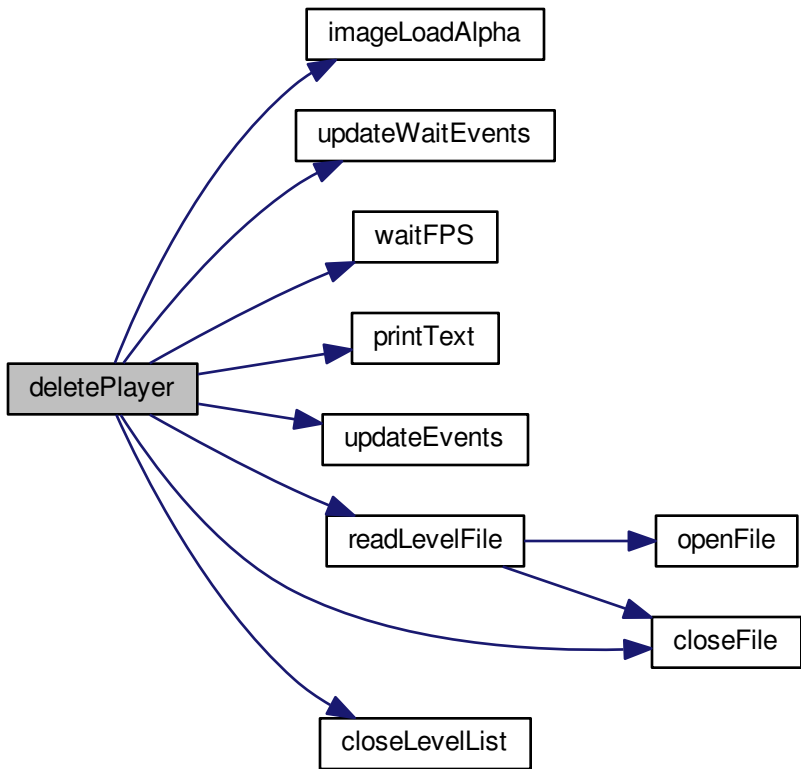 imageLoadAlpha
updateWaitEvents
waitFPS
printText
deletePlayer
updateEvents
readLevelFile
openFile
closeFile
closeLevelList